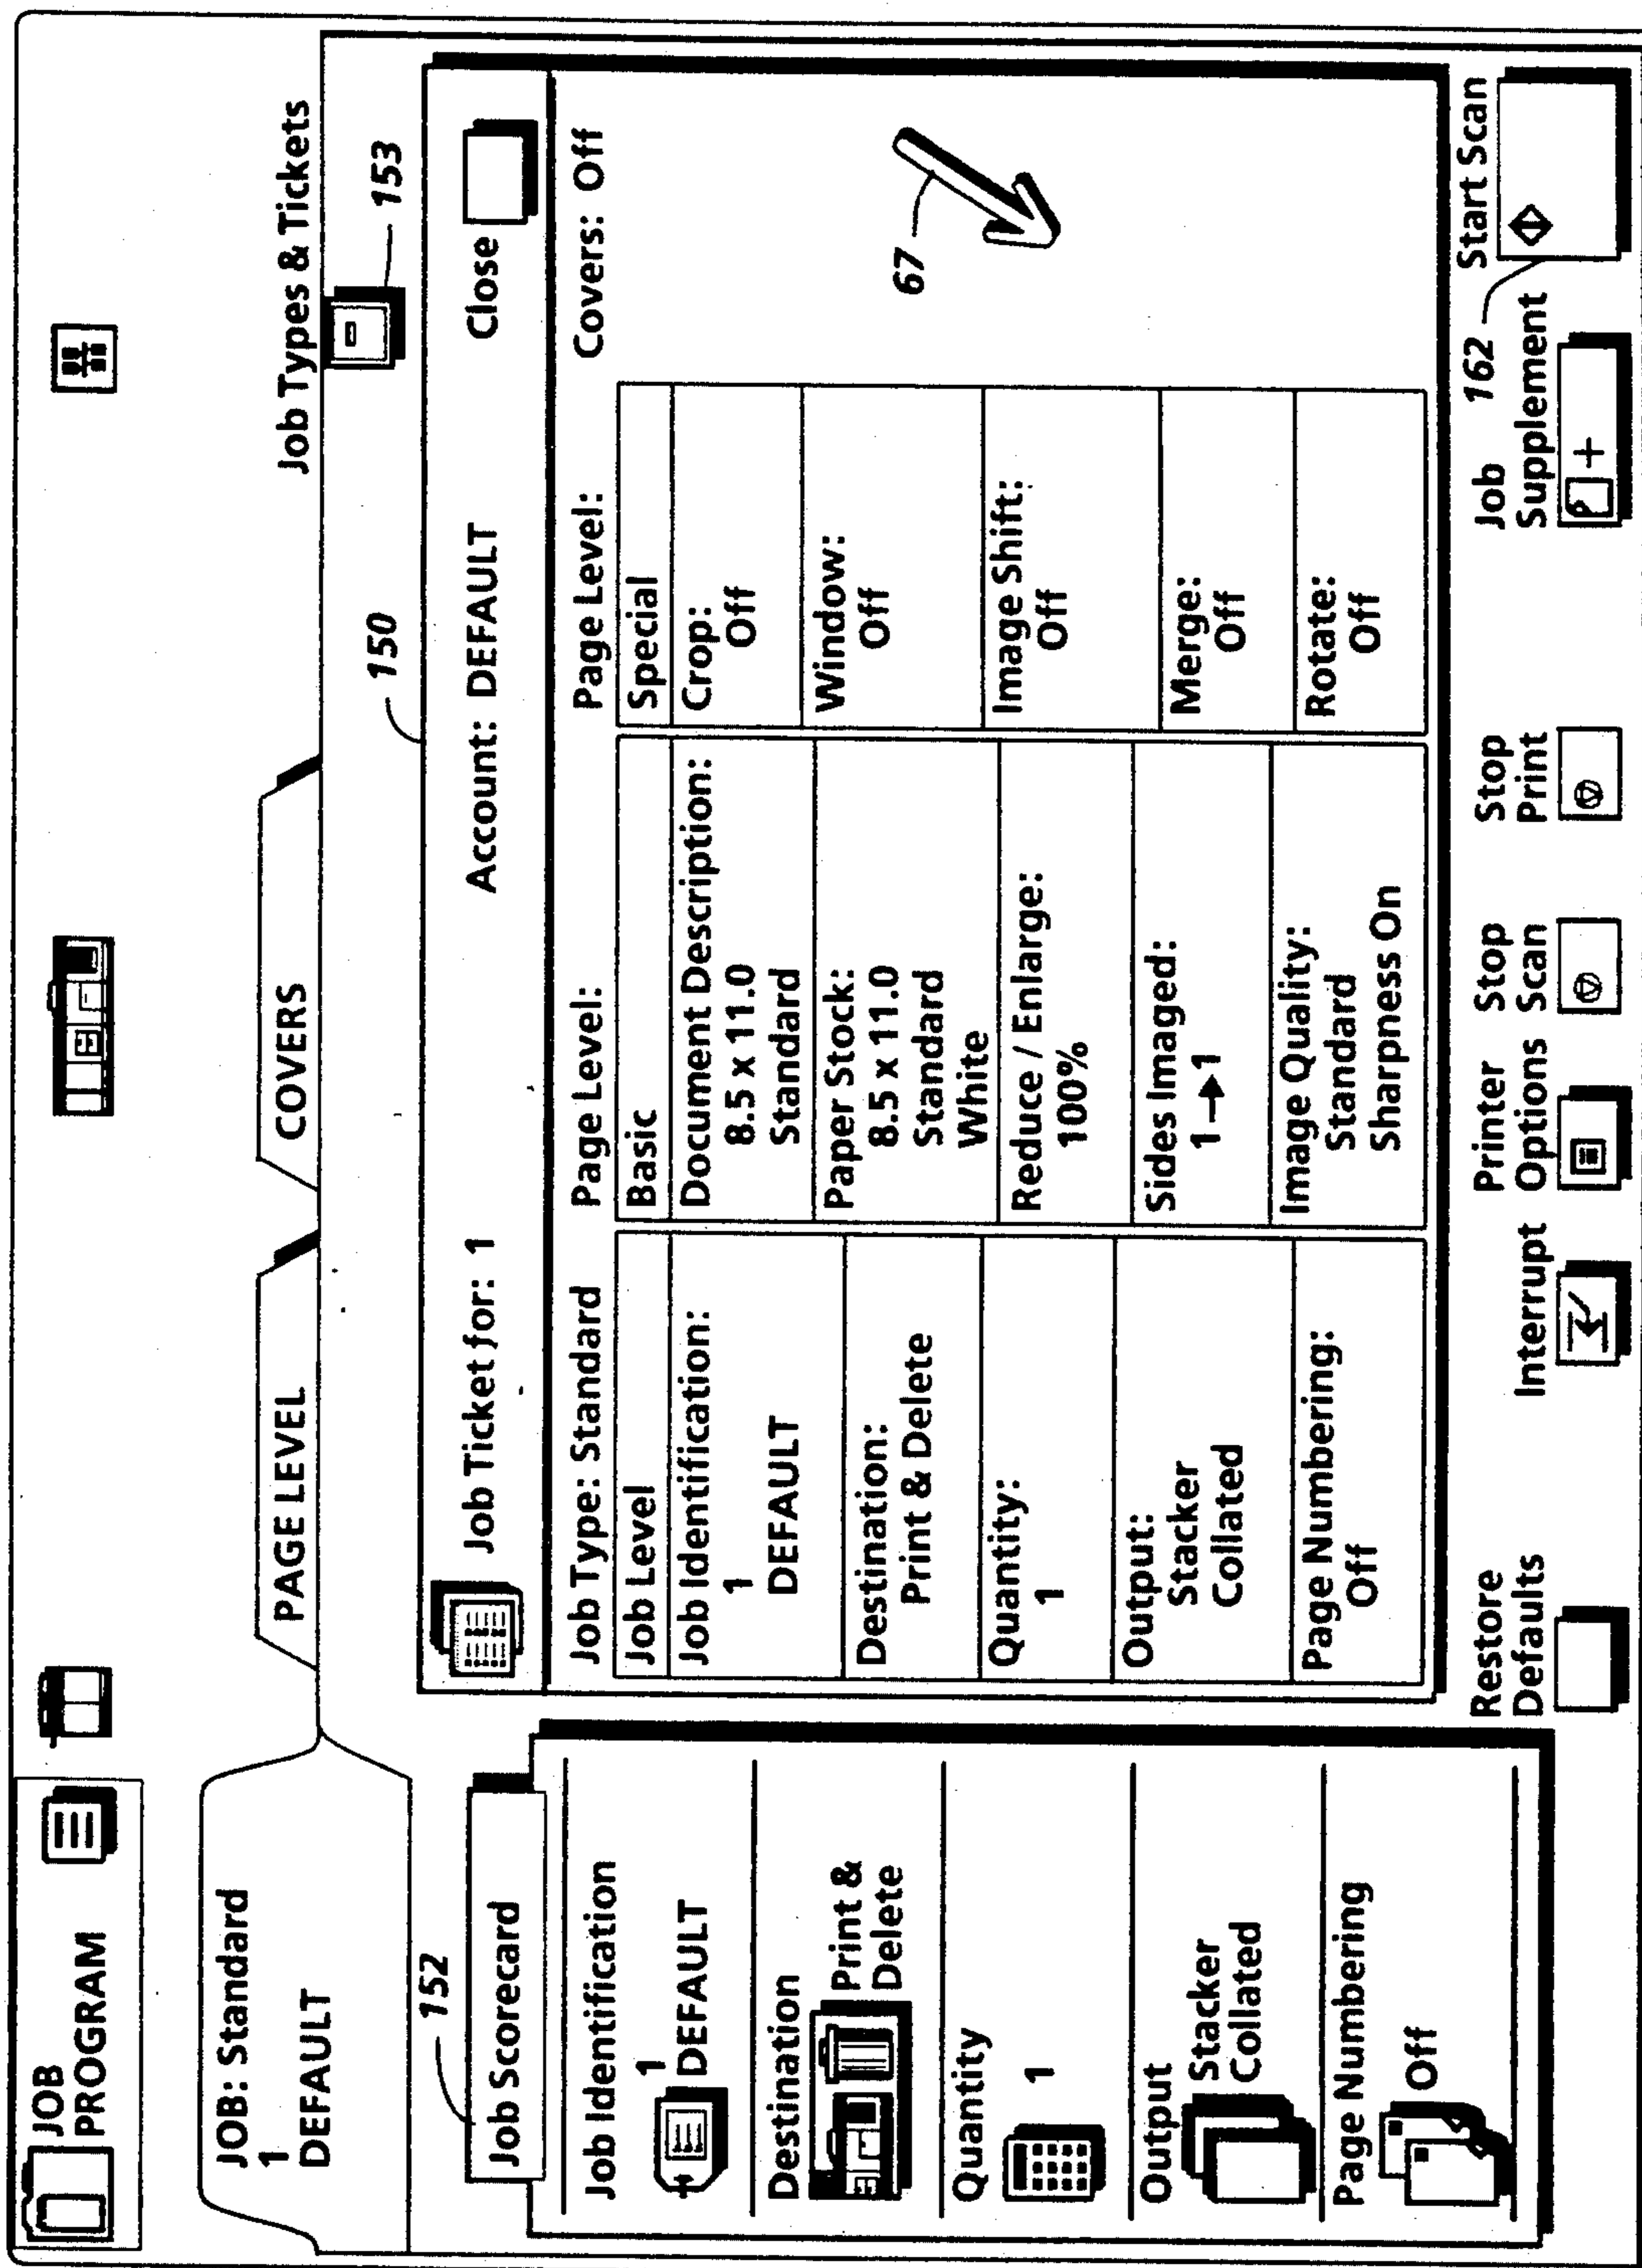 JOB
PROGRAM
JOB: Standard
1
DEFAULT
PAGE LEVEL
COVERS
Job Types & Tickets
153
152
150
Job Scorecard
Job Identification
1
DEFAULT
Destination
Print &
Delete
Quantity
1
Output
Stacker
Collated
Page Numbering
Off
Job Ticket for: 1
Account: DEFAULT
Close
Job Type: Standard
Job Level
Job Identification:
1
DEFAULT
Destination:
Print & Delete
Quantity:
1
Output:
Stacker
Collated
Page Numbering:
Off
Page Level:
Basic
Document Description:
8.5 x 11.0
Standard
Paper Stock:
8.5 x 11.0
Standard
White
Reduce / Enlarge:
100%
Sides Imaged:
1→1
Image Quality:
Standard
Sharpness On
Page Level:
Special
Crop:
Off
Window:
Off
Image Shift:
Off
Merge:
Off
Rotate:
Off
Covers: Off
67
Restore
Defaults
Interrupt
Printer
Options
Stop
Scan
Stop
Print
Job
Supplement
162
Start Scan